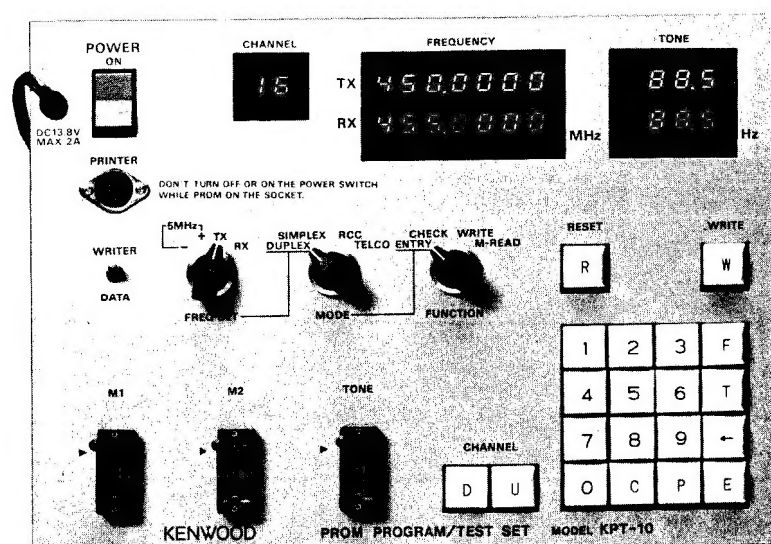 POWER
ON
CHANNEL
FREQUENCY
TONE
16
TX 450.0000
RX 455.0000 MHz
88.5
88.5 Hz
DC13.8V
MAX 2A
PRINTER
DON'T TURN OFF OR ON THE POWER SWITCH
WHILE PROM ON THE SOCKET.
WRITER
DATA
5MHz
+ TX
- RX
SIMPLEX RCC
DUPLEX TELCO
CHECK WRITE
ENTRY M-READ
MODE
FUNCTION
RESET
WRITE
R W
1 2 3 F
4 5 6 T
7 8 9 ←
0 C P E
M1
M2
TONE
CHANNEL
D U
KENWOOD PROM PROGRAM/TEST SET MODEL KPT-10